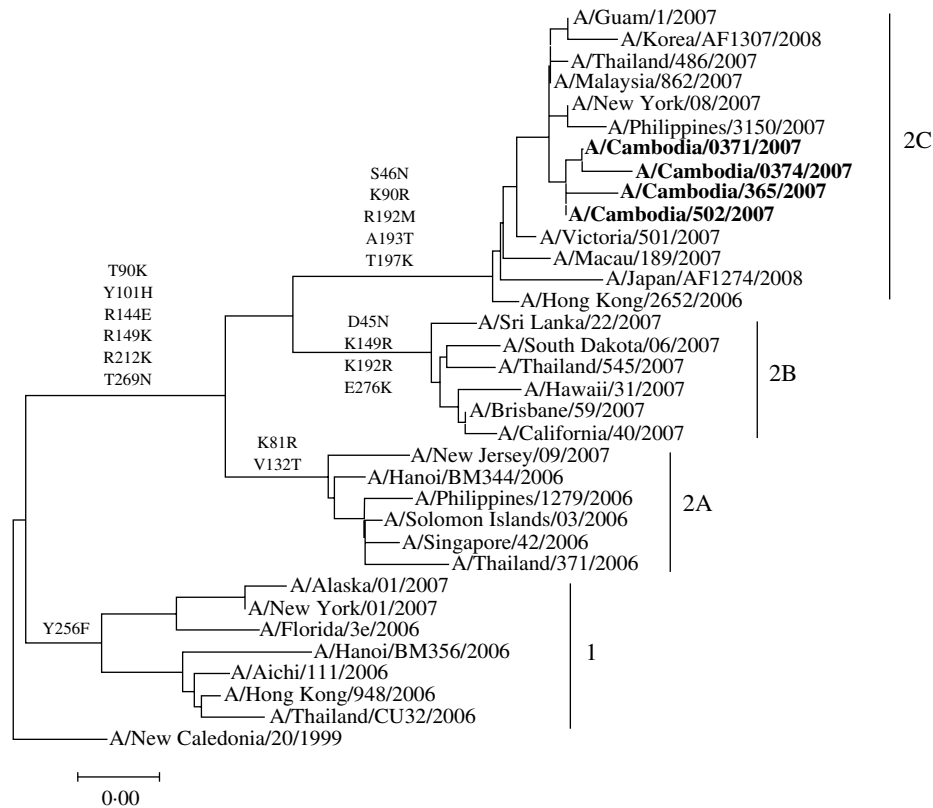 A/Guam/1/2007
A/Korea/AF1307/2008
A/Thailand/486/2007
A/Malaysia/862/2007
A/New York/08/2007
A/Philippines/3150/2007
2C
A/Cambodia/0371/2007
A/Cambodia/0374/2007
A/Cambodia/365/2007
A/Cambodia/502/2007
S46N
K90R
R192M
A193T
T197K
A/Victoria/501/2007
A/Macau/189/2007
A/Japan/AF1274/2008
A/Hong Kong/2652/2006
T90K
Y101H
R144E
R149K
R212K
T269N
D45N
K149R
K192R
E276K
A/Sri Lanka/22/2007
A/South Dakota/06/2007
A/Thailand/545/2007
2B
A/Hawaii/31/2007
A/Brisbane/59/2007
A/California/40/2007
K81R
V132T
A/New Jersey/09/2007
A/Hanoi/BM344/2006
A/Philippines/1279/2006
2A
A/Solomon Islands/03/2006
A/Singapore/42/2006
A/Thailand/371/2006
A/Alaska/01/2007
A/New York/01/2007
Y256F
A/Florida/3e/2006
A/Hanoi/BM356/2006
1
A/Aichi/111/2006
A/Hong Kong/948/2006
A/Thailand/CU32/2006
A/New Caledonia/20/1999
0·00